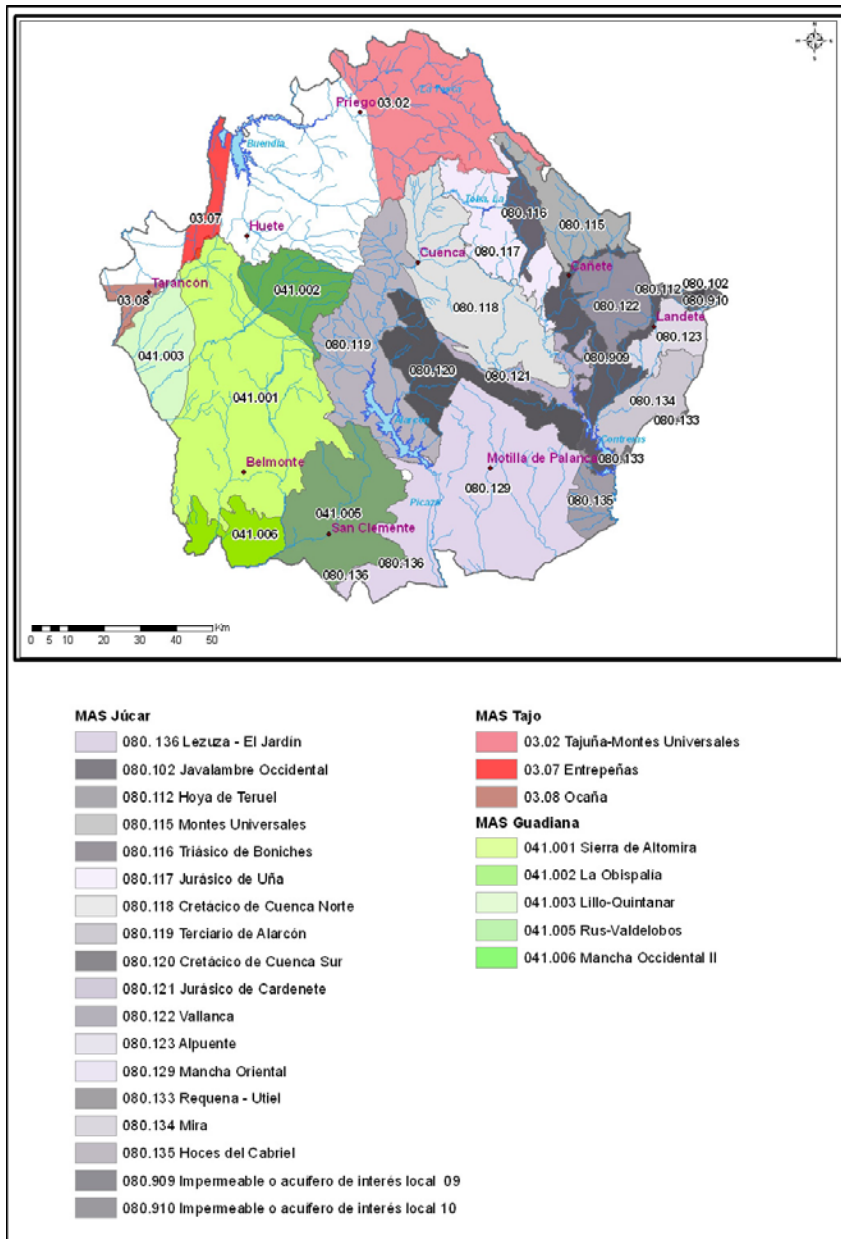 Priego
03.02
La Tosca
Buendia
080.116
Toba, La
080.115
03.07
Huete
080.117
Cuenca
Cañete
Tarancón
03.08
041.002
080.112
080.102
080.910
080.122
Landete
080.118
080.123
041.003
080.119
080.909
080.120
080.121
080.134
041.001
080.133
Alarcón
Contreras
Belmonte
Motilla de Palanca
080.133
080.129
080.135
Picazo
041.005
San Clemente
041.006
080.136
080.136
Km
0 5 10 20 30 40 50
MAS Júcar
080. 136 Lezuza - El Jardín
080.102 Javalambre Occidental
080.112 Hoya de Teruel
080.115 Montes Universales
080.116 Triásico de Boniches
080.117 Jurásico de Uña
080.118 Cretácico de Cuenca Norte
080.119 Terciario de Alarcón
080.120 Cretácico de Cuenca Sur
080.121 Jurásico de Cardenete
080.122 Vallanca
080.123 Alpuente
080.129 Mancha Oriental
080.133 Requena - Utiel
080.134 Mira
080.135 Hoces del Cabriel
080.909 Impermeable o acuífero de interés local 09
080.910 Impermeable o acuífero de interés local 10
MAS Tajo
03.02 Tajuña-Montes Universales
03.07 Entrepeñas
03.08 Ocaña
MAS Guadiana
041.001 Sierra de Altomira
041.002 La Obispalía
041.003 Lillo-Quintanar
041.005 Rus-Valdelobos
041.006 Mancha Occidental II